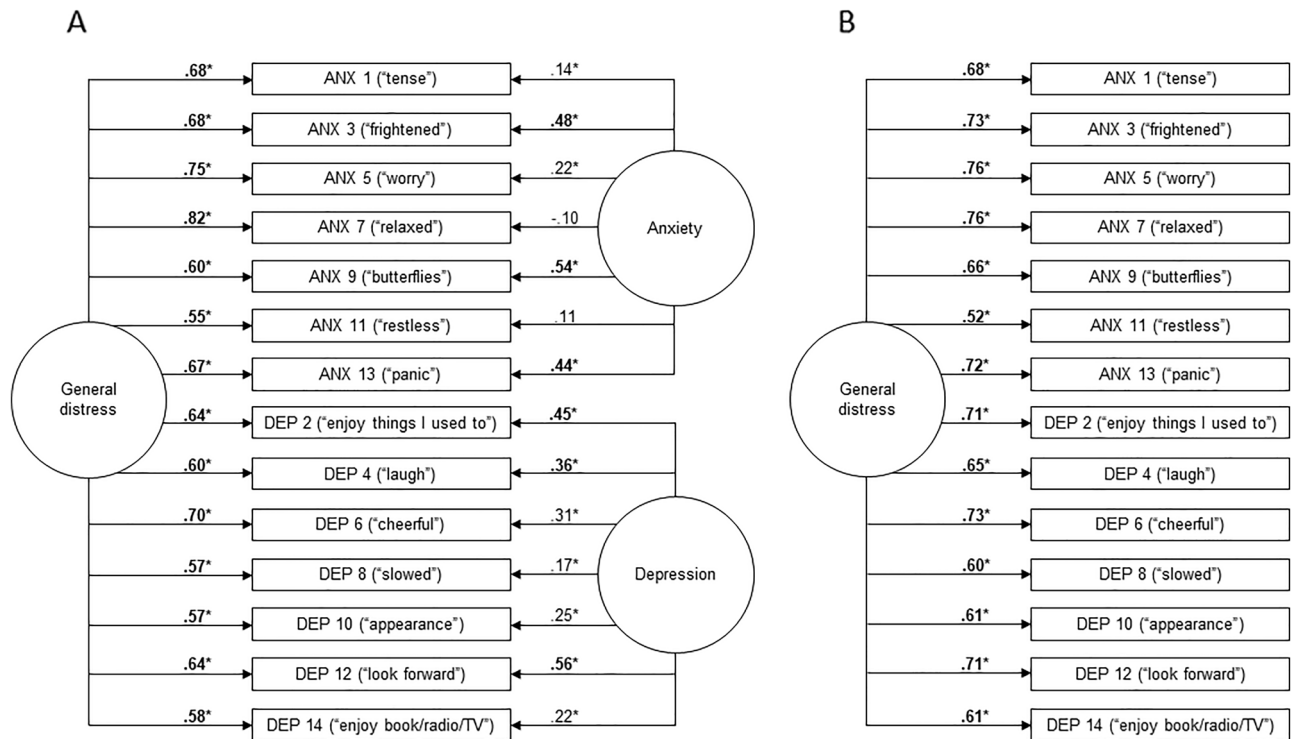 A
B
.68* ANX 1 (“tense”) .14*
.68* ANX 3 (“frightened”) .48*
.75* ANX 5 (“worry”) .22*
.82* ANX 7 (“relaxed”) -.10
Anxiety
.60* ANX 9 (“butterflies”) .54*
.55* ANX 11 (“restless”) .11
.67* ANX 13 (“panic”) .44*
General
distress
.64* DEP 2 (“enjoy things I used to”) .45*
.60* DEP 4 (“laugh”) .36*
.70* DEP 6 (“cheerful”) .31*
.57* DEP 8 (“slowed”) .17*
Depression
.57* DEP 10 (“appearance”) .25*
.64* DEP 12 (“look forward”) .56*
.58* DEP 14 (“enjoy book/radio/TV”) .22*
.68* ANX 1 (“tense”)
.73* ANX 3 (“frightened”)
.76* ANX 5 (“worry”)
.76* ANX 7 (“relaxed”)
.66* ANX 9 (“butterflies”)
.52* ANX 11 (“restless”)
.72* ANX 13 (“panic”)
General
distress
.71* DEP 2 (“enjoy things I used to”)
.65* DEP 4 (“laugh”)
.73* DEP 6 (“cheerful”)
.60* DEP 8 (“slowed”)
.61* DEP 10 (“appearance”)
.71* DEP 12 (“look forward”)
.61* DEP 14 (“enjoy book/radio/TV”)